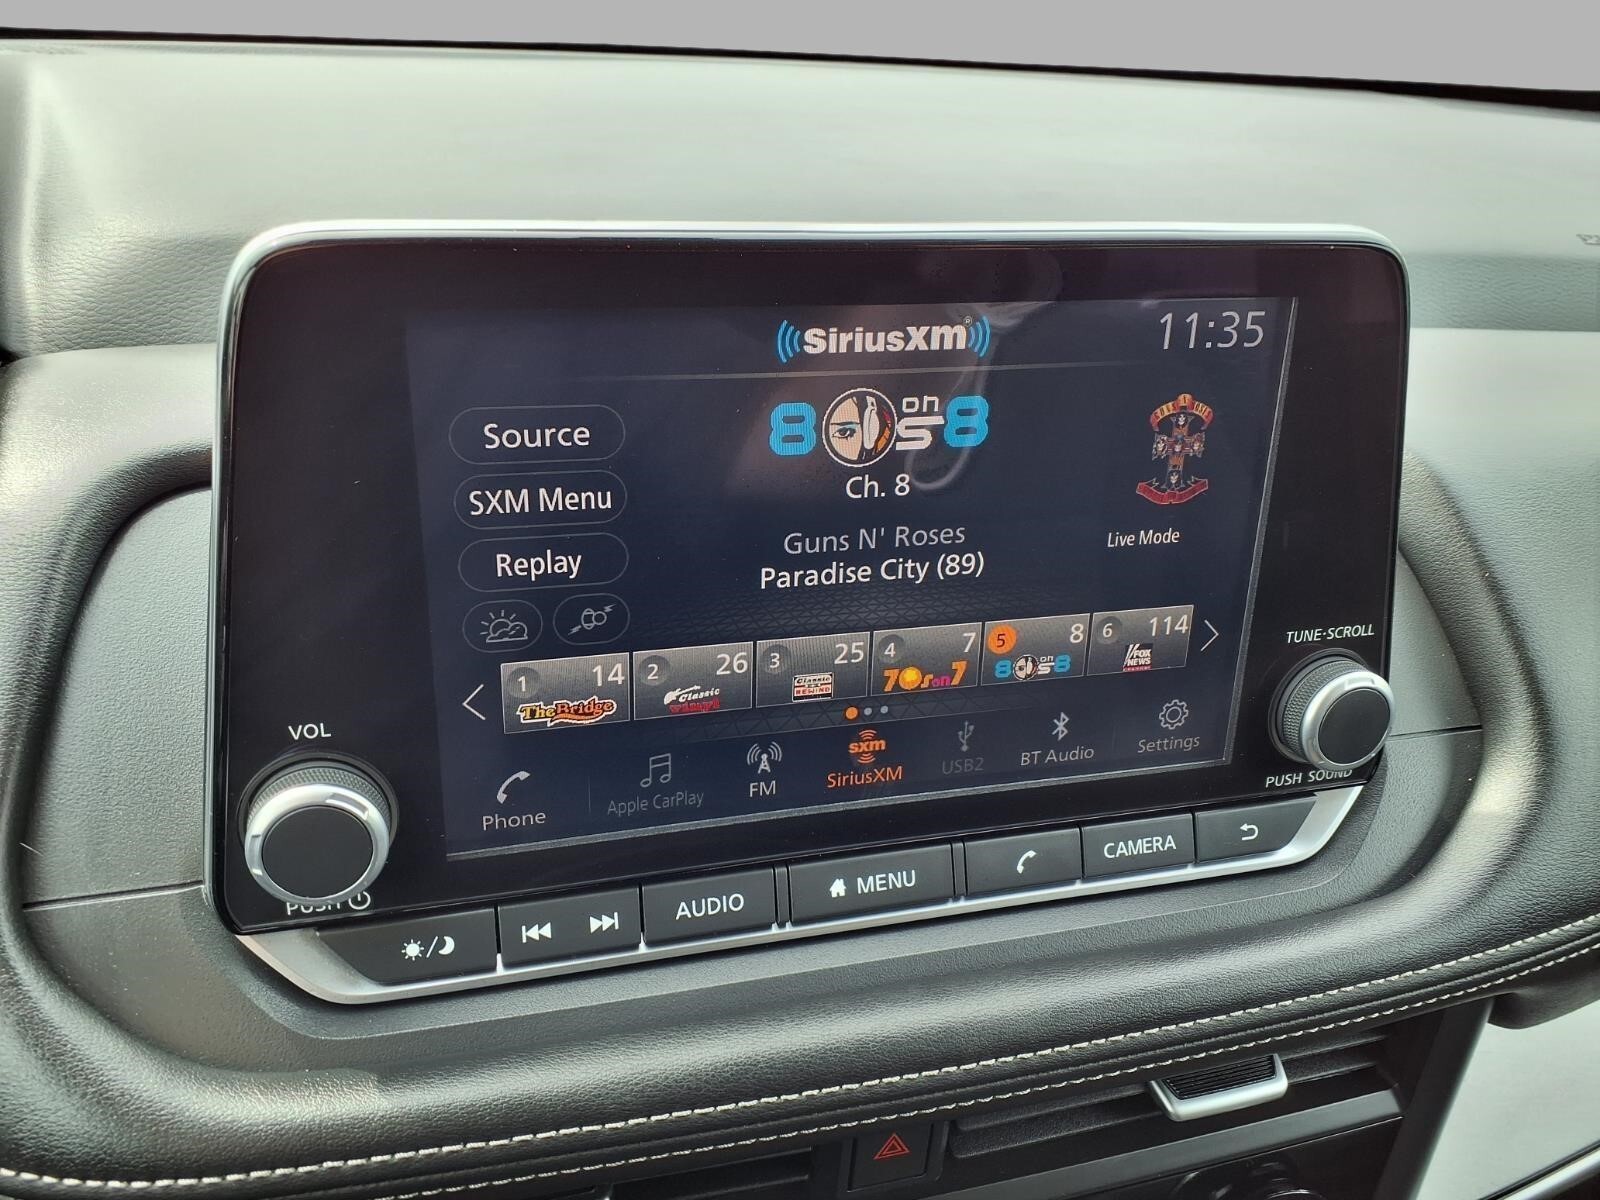 SiriusXM®
11:35
Source
SXM Menu
Replay
80s on 8
Ch. 8
Guns N' Roses
Paradise City (89)
Live Mode
1 14 The Bridge
2 26 Classic Vinyl
3 25 Classic REWIND
4 7 70s on 7
5 8 80s on 8
6 114 FOX NEWS
Phone
Apple CarPlay
FM
sxm
SiriusXM
USB2
BT Audio
Settings
VOL
PUSH
TUNE·SCROLL
PUSH SOUND
AUDIO
MENU
CAMERA